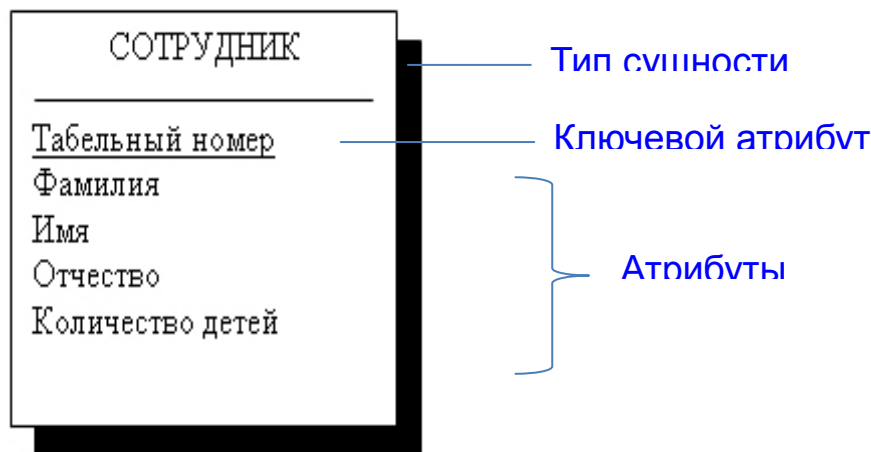 СОТРУДНИК
Тип сущности
Табельный номер
Ключевой атрибут
Фамилия
Имя
Отчество
Количество детей
Атрибуты